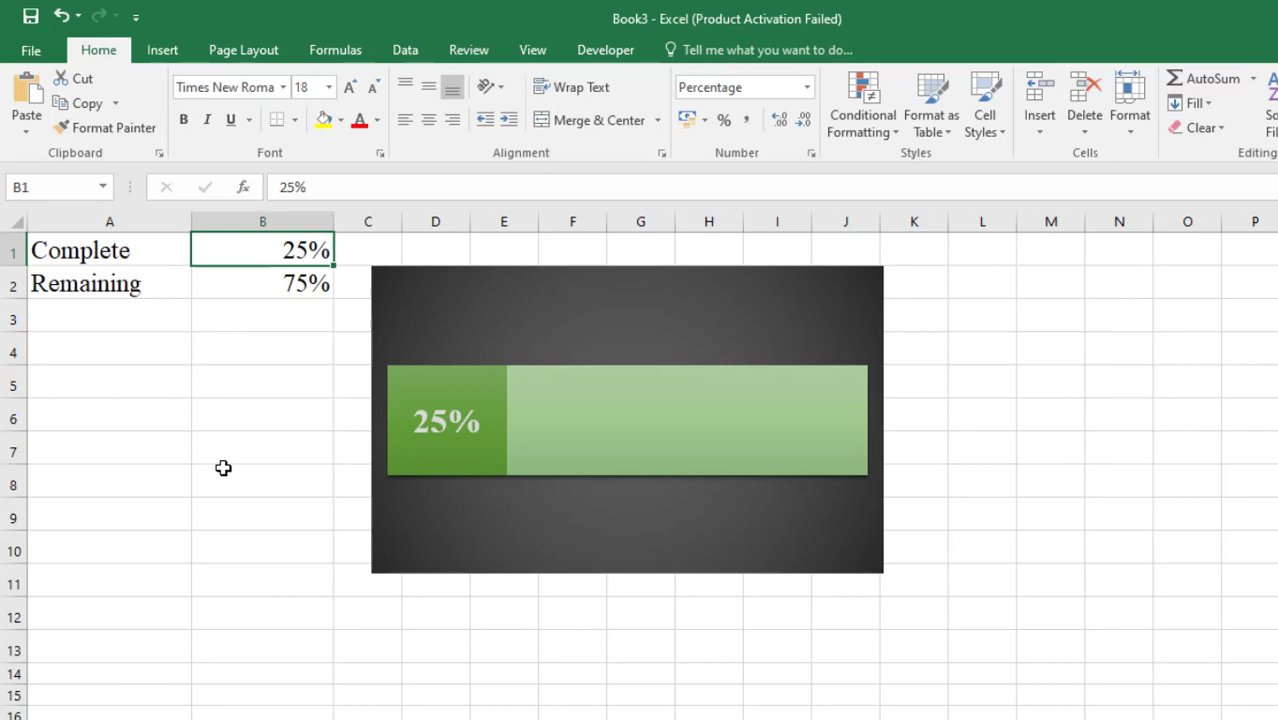 Book3 - Excel (Product Activation Failed)
File Home Insert Page Layout Formulas Data Review View Developer Tell me what you want to do...
Paste
Cut
Copy
Format Painter
Clipboard
Times New Roma 18 A A
B I U A
Font
Wrap Text
Merge & Center
Alignment
Percentage
% , .00
Number
Conditional Formatting
Format as Table
Cell Styles
Styles
Insert Delete Format
Cells
AutoSum
Fill
Clear
Editing
B1 fx 25%
A B C D E F G H I J K L M N O P
1 Complete 25%
2 Remaining 75%
3
4
5
6
7
8
9
10
11
12
13
14
15
16
25%